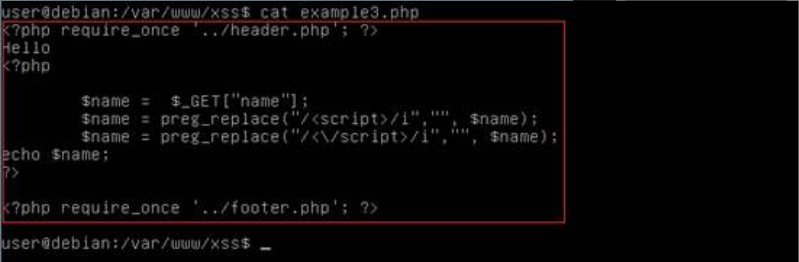 user@debian:/var/www/xss$ cat example3.php
<?php require_once '../header.php'; ?>
Hello
<?php
$name =  $_GET["name"];
$name = preg_replace("/<script>/i","", $name);
$name = preg_replace("/<\/script>/i","", $name);
echo $name;
?>
<?php require_once '../footer.php'; ?>
user@debian:/var/www/xss$ _